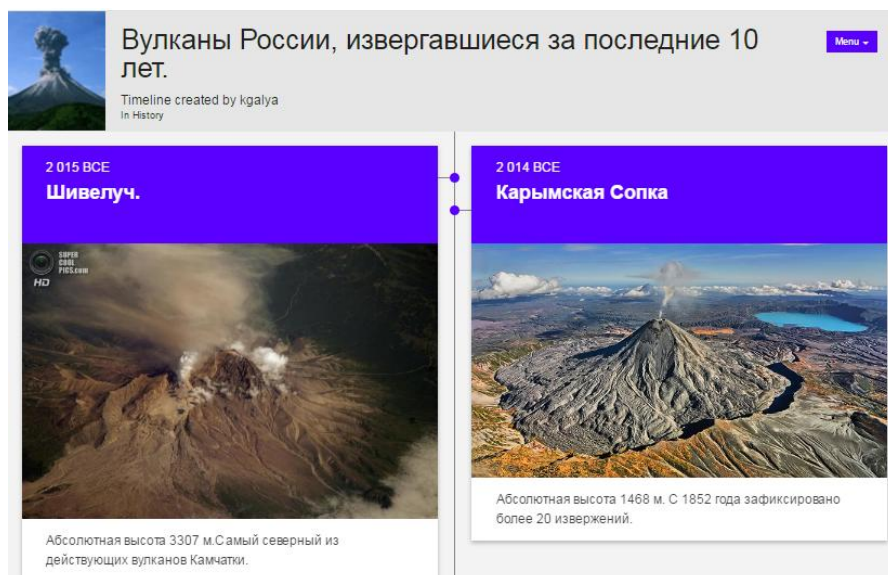 Вулканы России, извергавшиеся за последние 10
лет.
Menu
Timeline created by kgalya
In History
2 015 BCE
Шивелуч.
SUPER
COOL
PICS.com
HD
Абсолютная высота 3307 м.Самый северный из
действующих вулканов Камчатки.
2 014 BCE
Карымская Сопка
Абсолютная высота 1468 м. С 1852 года зафиксировано
более 20 извержений.